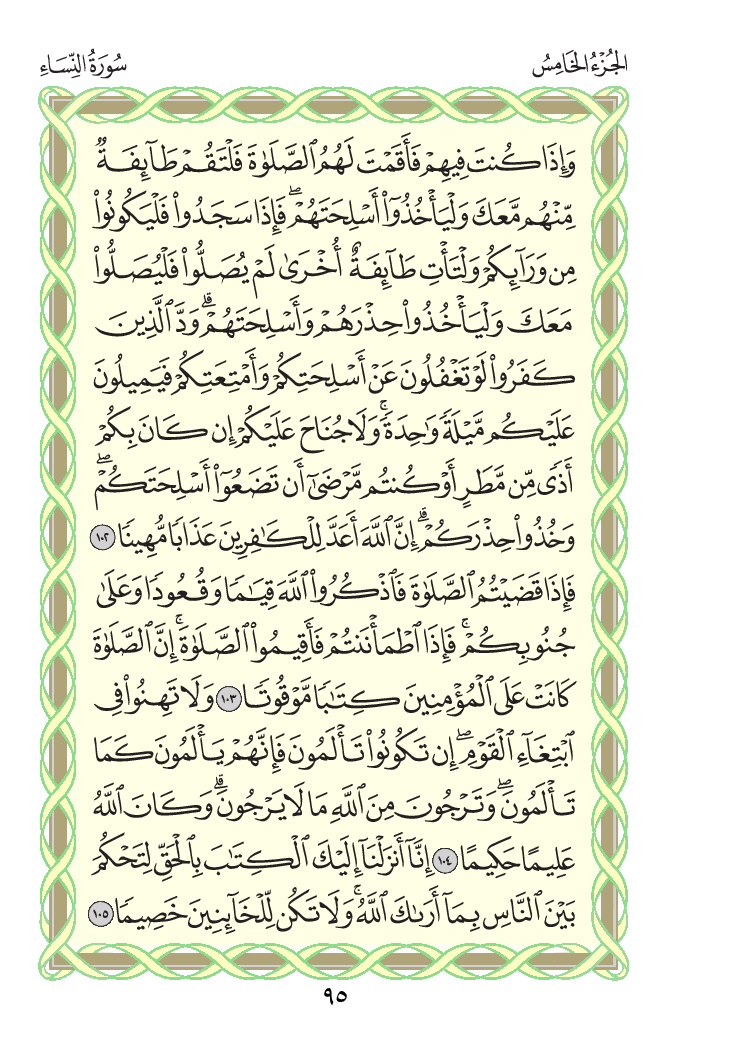 الجُزْءُ الخَامِسُ
سُورَةُ النِّسَاءِ
وَإِذَا كُنتَ فِيهِمْ فَأَقَمْتَ لَهُمُ ٱلصَّلَوٰةَ فَلْتَقُمْ طَآئِفَةٌ
مِّنْهُم مَّعَكَ وَلْيَأْخُذُوٓا۟ أَسْلِحَتَهُمْۖ فَإِذَا سَجَدُوا۟ فَلْيَكُونُوا۟
مِن وَرَآئِكُمْ وَلْتَأْتِ طَآئِفَةٌ أُخْرَىٰ لَمْ يُصَلُّوا۟ فَلْيُصَلُّوا۟
مَعَكَ وَلْيَأْخُذُوا۟ حِذْرَهُمْ وَأَسْلِحَتَهُمْۗ وَدَّ ٱلَّذِينَ
كَفَرُوا۟ لَوْ تَغْفُلُونَ عَنْ أَسْلِحَتِكُمْ وَأَمْتِعَتِكُمْ فَيَمِيلُونَ
عَلَيْكُم مَّيْلَةً وَٰحِدَةًۚ وَلَا جُنَاحَ عَلَيْكُمْ إِن كَانَ بِكُمْ
أَذًى مِّن مَّطَرٍ أَوْ كُنتُم مَّرْضَىٰٓ أَن تَضَعُوٓا۟ أَسْلِحَتَكُمْۖ
وَخُذُوا۟ حِذْرَكُمْۗ إِنَّ ٱللَّهَ أَعَدَّ لِلْكَٰفِرِينَ عَذَابًا مُّهِينًا ١٠٢
فَإِذَا قَضَيْتُمُ ٱلصَّلَوٰةَ فَٱذْكُرُوا۟ ٱللَّهَ قِيَٰمًا وَقُعُودًا وَعَلَىٰ
جُنُوبِكُمْۚ فَإِذَا ٱطْمَأْنَنتُمْ فَأَقِيمُوا۟ ٱلصَّلَوٰةَۚ إِنَّ ٱلصَّلَوٰةَ
كَانَتْ عَلَى ٱلْمُؤْمِنِينَ كِتَٰبًا مَّوْقُوتًا ١٠٣ وَلَا تَهِنُوا۟ فِى
ٱبْتِغَآءِ ٱلْقَوْمِۖ إِن تَكُونُوا۟ تَأْلَمُونَ فَإِنَّهُمْ يَأْلَمُونَ كَمَا
تَأْلَمُونَۖ وَتَرْجُونَ مِنَ ٱللَّهِ مَا لَا يَرْجُونَۗ وَكَانَ ٱللَّهُ
عَلِيمًا حَكِيمًا ١٠٤ إِنَّآ أَنزَلْنَآ إِلَيْكَ ٱلْكِتَٰبَ بِٱلْحَقِّ لِتَحْكُمَ
بَيْنَ ٱلنَّاسِ بِمَآ أَرَىٰكَ ٱللَّهُۚ وَلَا تَكُن لِّلْخَآئِنِينَ خَصِيمًا ١٠٥
٩٥